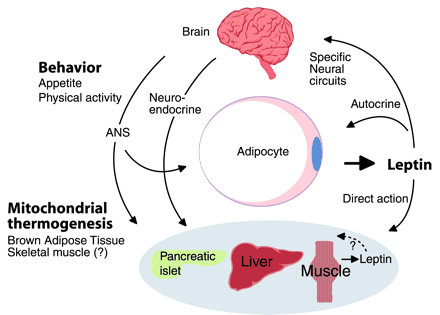 Brain
Behavior
Appetite
Physical activity
Specific
Neural
circuits
Neuro-
endocrine
Autocrine
ANS
Adipocyte
Leptin
Direct action
Mitochondrial
thermogenesis
Brown Adipose Tissue
Skeletal muscle (?)
Pancreatic
islet
Liver
Muscle
?
Leptin